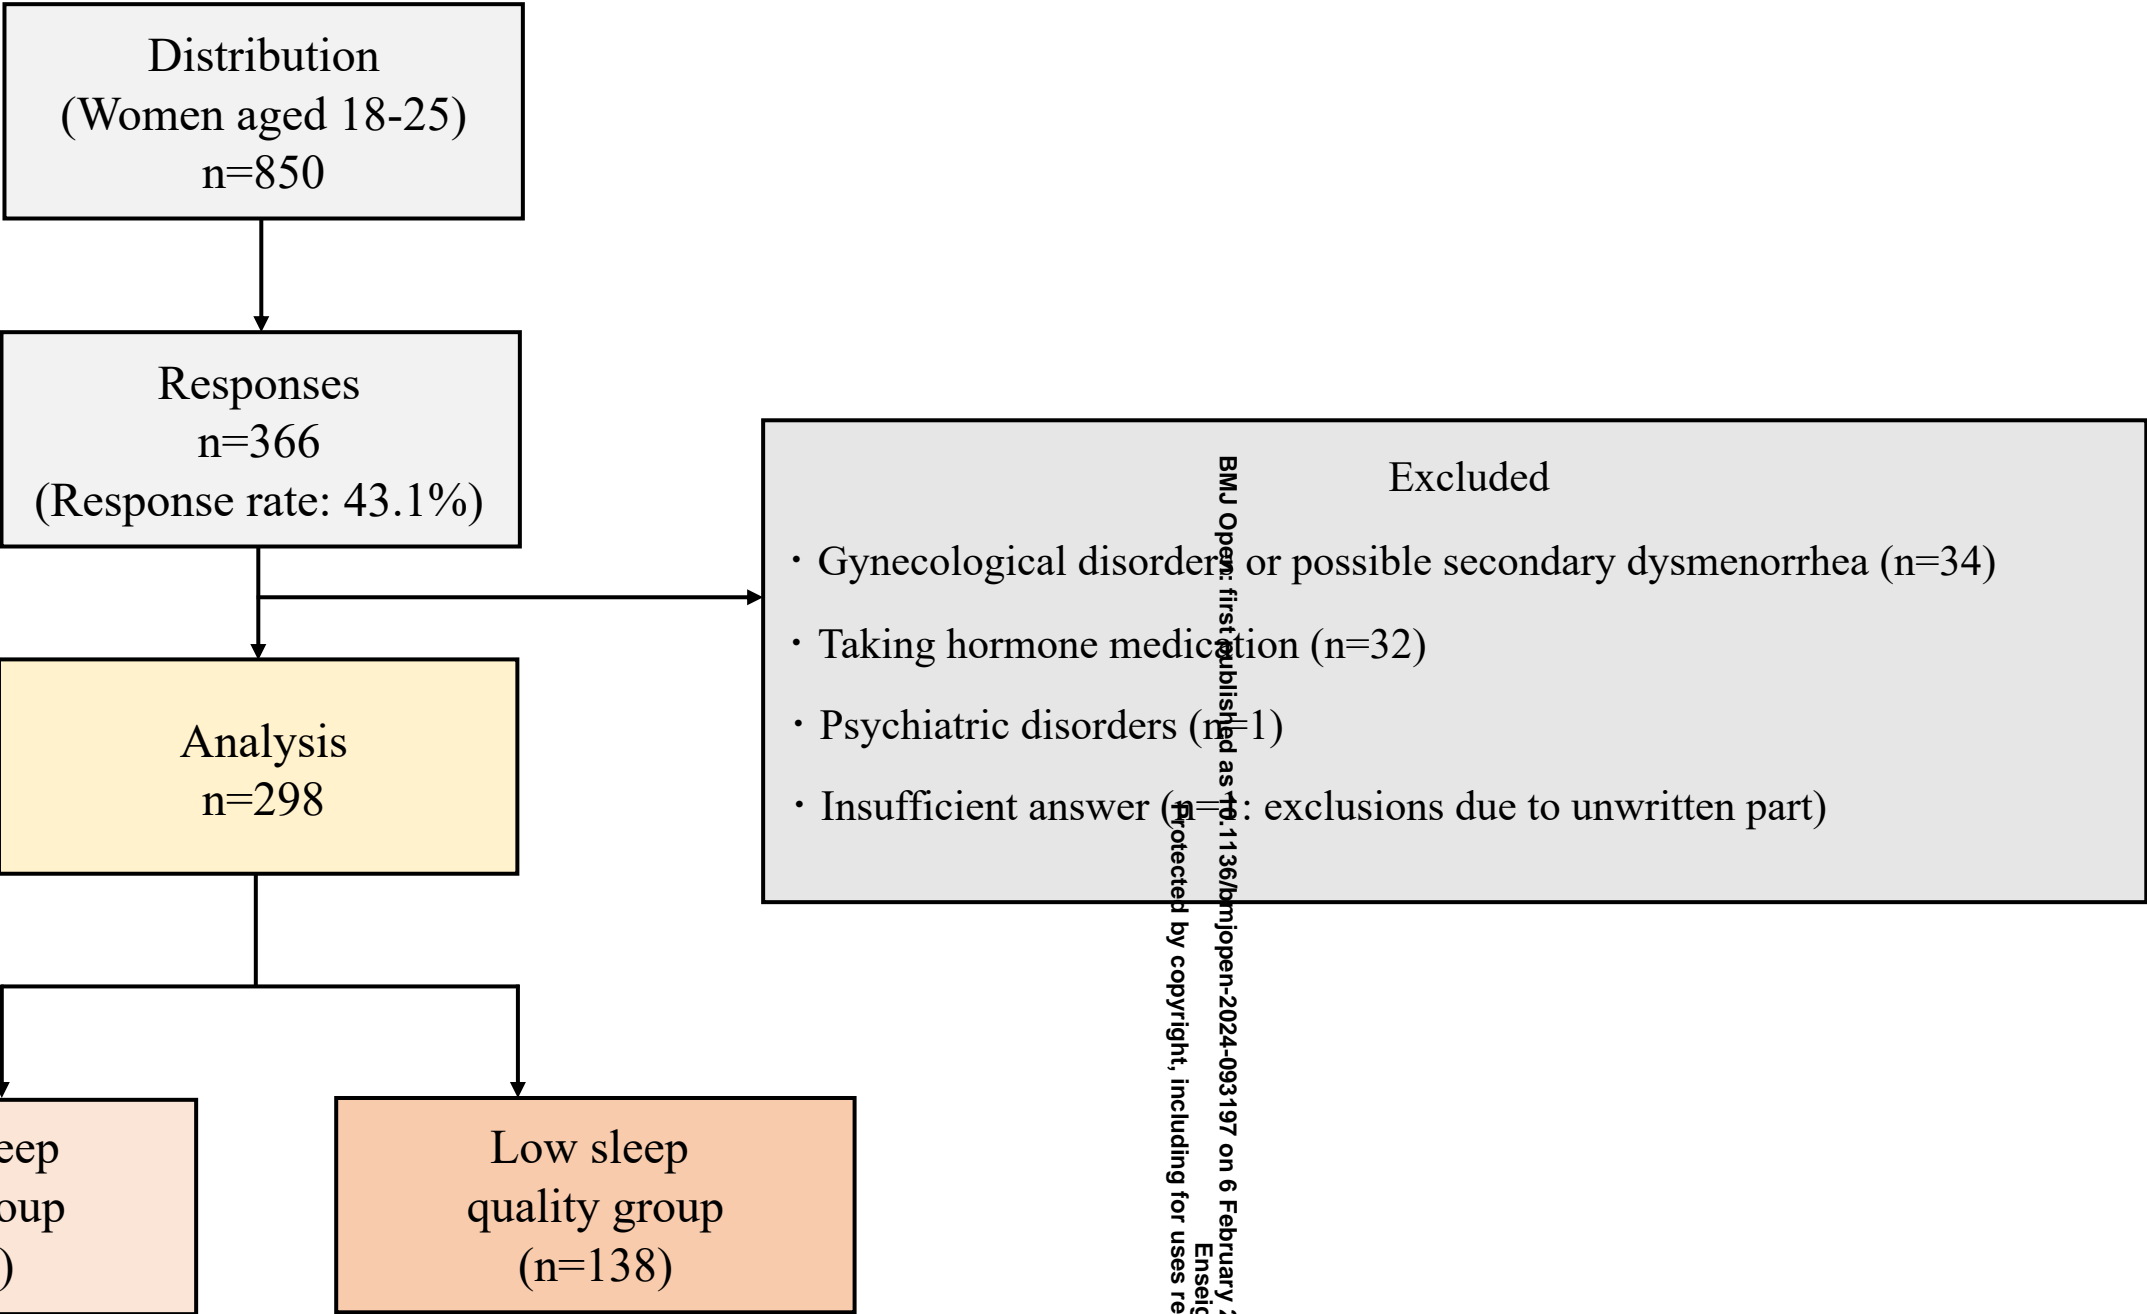 Distribution
(Women aged 18-25)
n=850
Responses
n=366
(Response rate: 43.1%)
Excluded
・Gynecological disorders or possible secondary dysmenorrhea (n=34)
・Taking hormone medication (n=32)
・Psychiatric disorders (n=1)
・Insufficient answer (n=1: exclusions due to unwritten part)
Analysis
n=298
eep
oup
)
Low sleep
quality group
(n=138)
BMJ Open: first published as 10.1136/bmjopen-2024-093197 on 6 February 2
Enseig
Protected by copyright, including for uses re